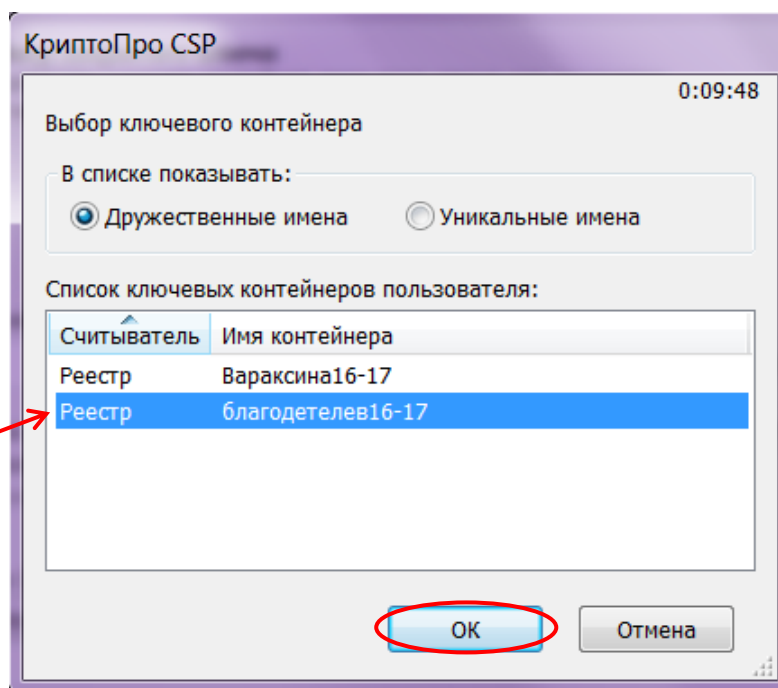 КриптоПро CSP
0:09:48
Выбор ключевого контейнера
В списке показывать:
Дружественные имена Уникальные имена
Список ключевых контейнеров пользователя:
Считыватель Имя контейнера
Реестр Вараксина16-17
Реестр благодетелев16-17
ОК Отмена